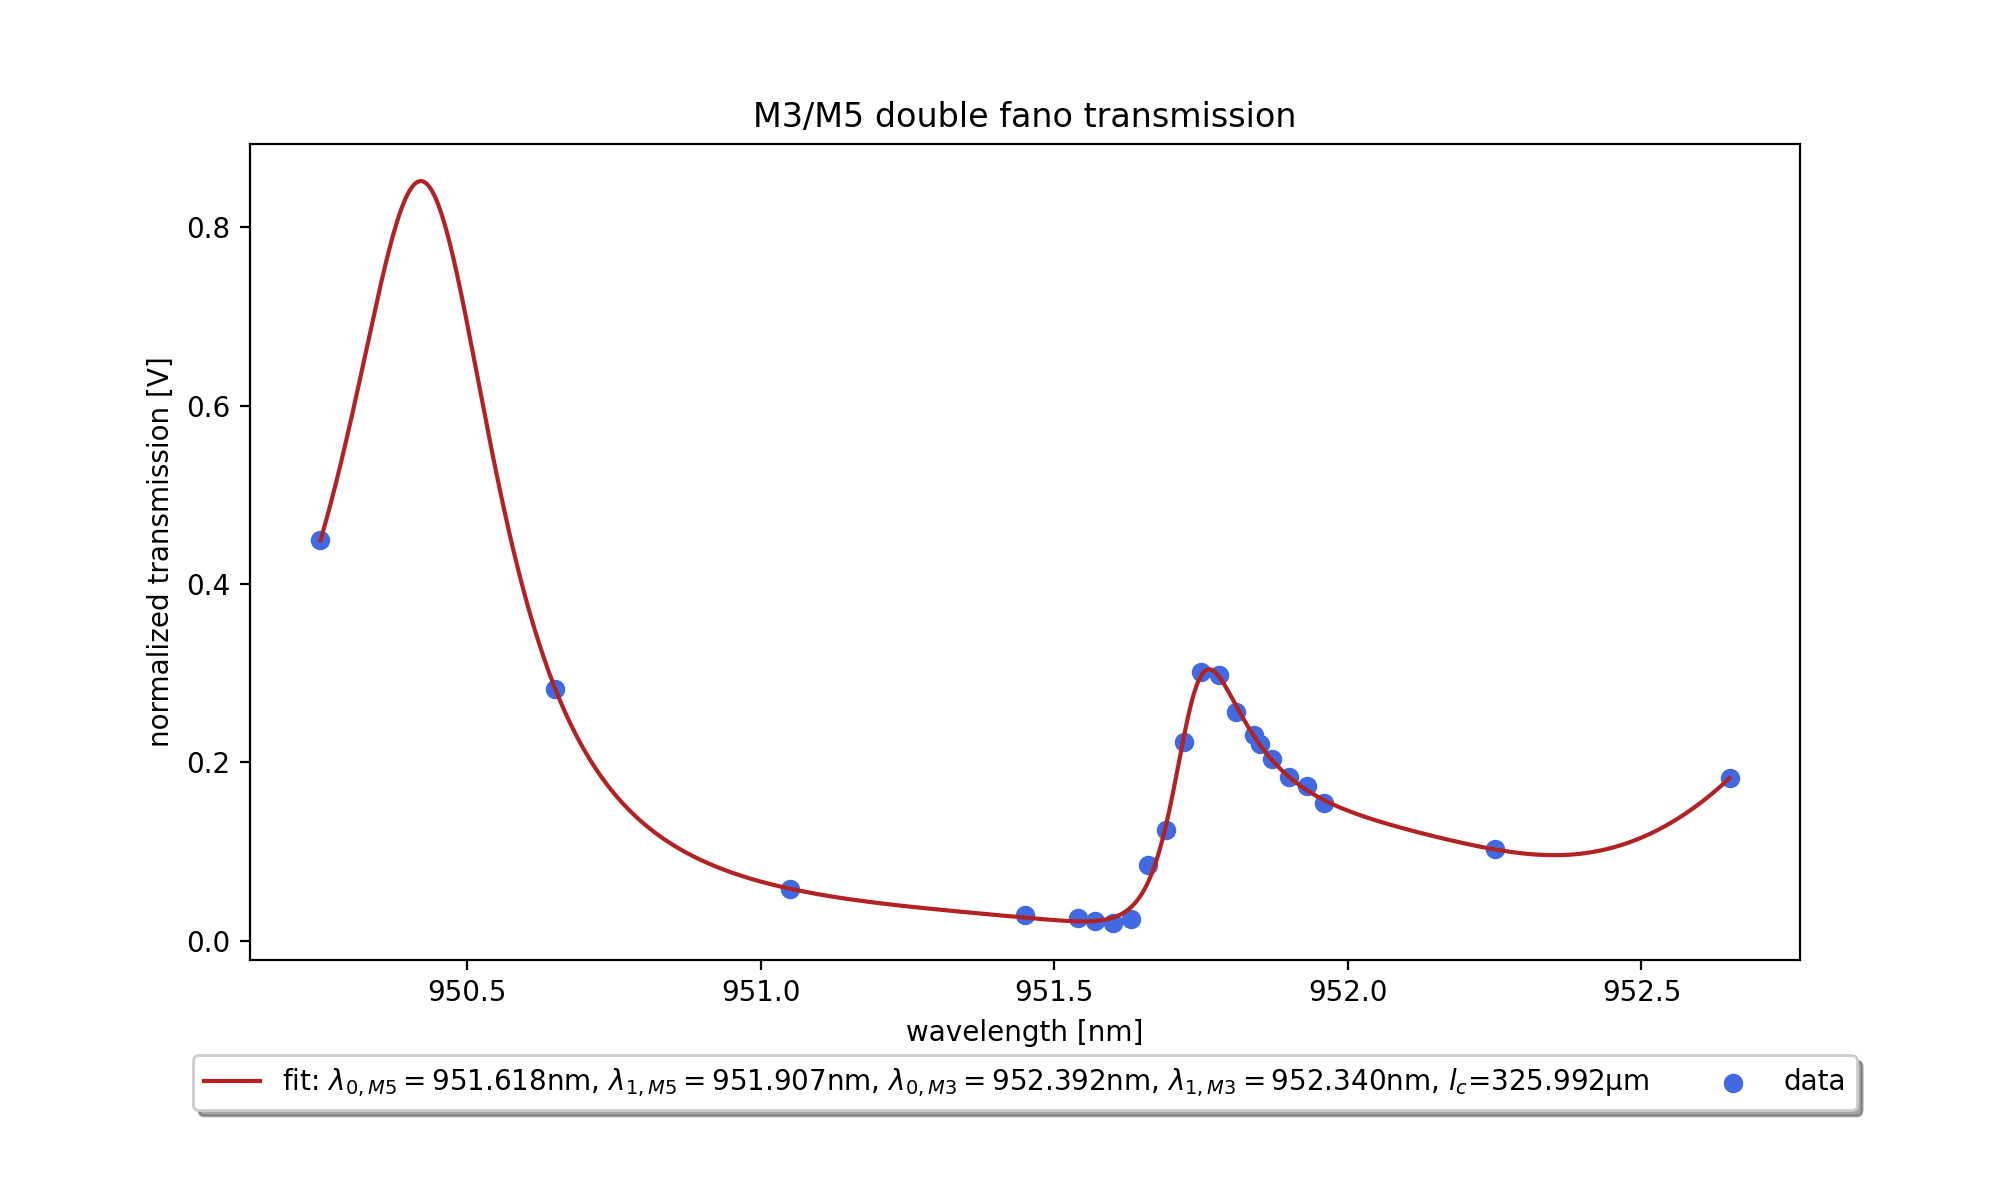 M3/M5 double fano transmission
normalized transmission [V]
0.8
0.6
0.4
0.2
0.0
950.5 951.0 951.5 952.0 952.5
wavelength [nm]
fit: λ₀,M5 = 951.618nm, λ₁,M5 = 951.907nm, λ₀,M3 = 952.392nm, λ₁,M3 = 952.340nm, l_c=325.992μm data